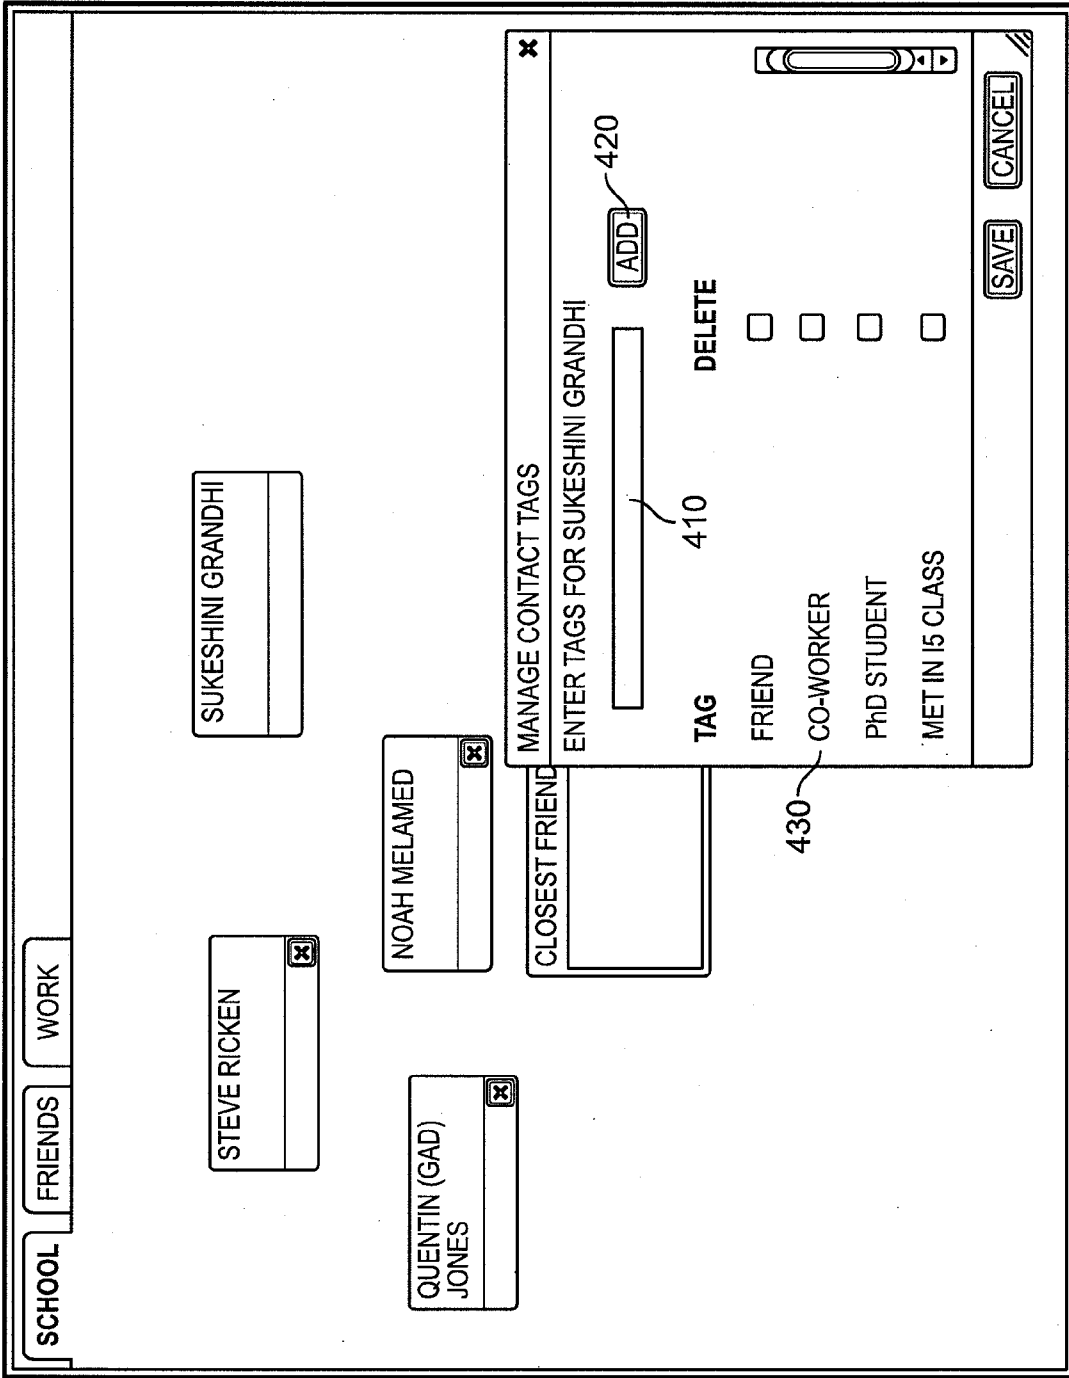 SCHOOL
FRIENDS
WORK
STEVE RICKEN
SUKESHINI GRANDHI
QUENTIN (GAD)
JONES
NOAH MELAMED
CLOSEST FRIEND
MANAGE CONTACT TAGS
ENTER TAGS FOR SUKESHINI GRANDHI
ADD
420
410
TAG
DELETE
FRIEND
430
CO-WORKER
PhD STUDENT
MET IN I5 CLASS
SAVE
CANCEL